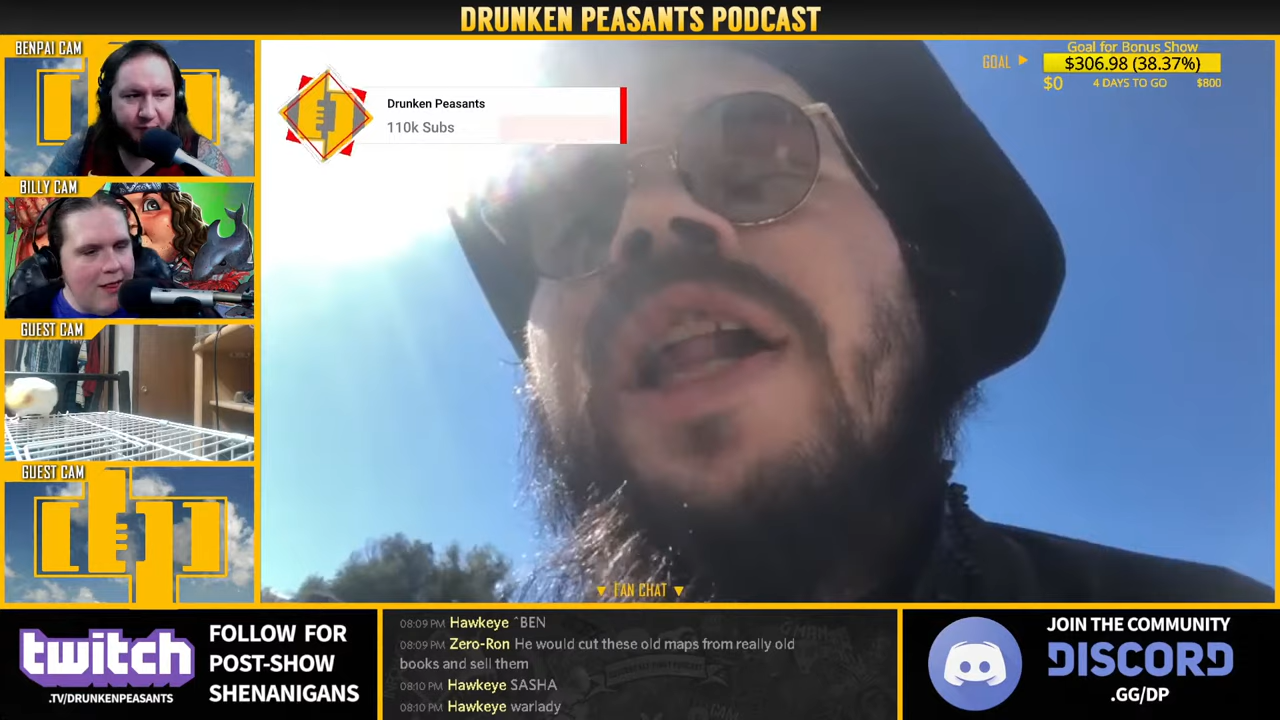 DRUNKEN PEASANTS PODCAST
BENPAI CAM
BILLY CAM
GUEST CAM
GUEST CAM
Drunken Peasants
110k Subs
GOAL
Goal for Bonus Show
$306.98 (38.37%)
$0
4 DAYS TO GO
$800
FAN CHAT
twitch
.TV/DRUNKENPEASANTS
FOLLOW FOR
POST-SHOW
SHENANIGANS
08:09 PM Hawkeye ^BEN
08:09 PM Zero-Ron He would cut these old maps from really old
books and sell them
08:10 PM Hawkeye SASHA
08:10 PM Hawkeye warlady
JOIN THE COMMUNITY
DISCORD
.GG/DP